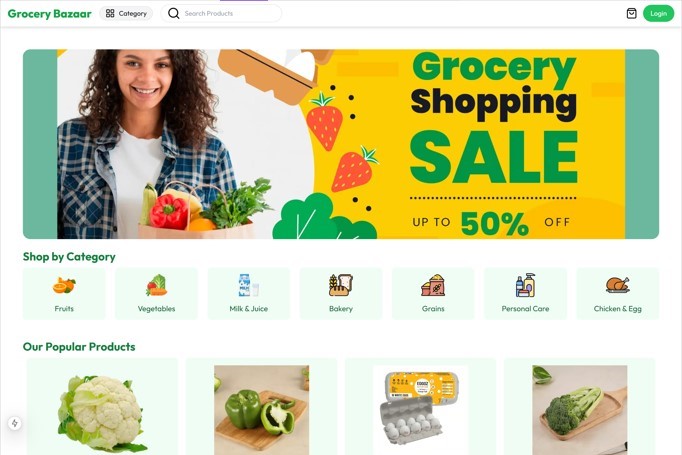 Grocery Bazaar
Category
Search Products
Login
Grocery
Shopping
SALE
UP TO 50% OFF
Shop by Category
Fruits
Vegetables
Milk & Juice
Bakery
Grains
Personal Care
Chicken & Egg
Our Popular Products